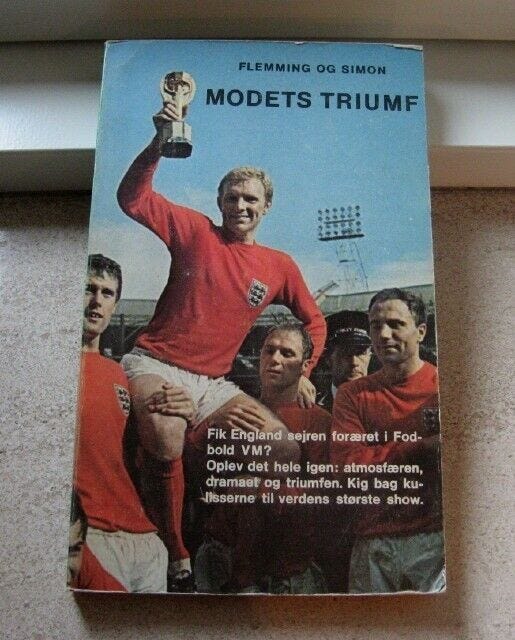 FLEMMING OG SIMON
MODETS TRIUMF
Fik England sejren foræret i Fod-
bold VM?
Oplev det hele igen: atmosfæren,
dramaet og triumfen. Kig bag ku-
lisserne til verdens største show.